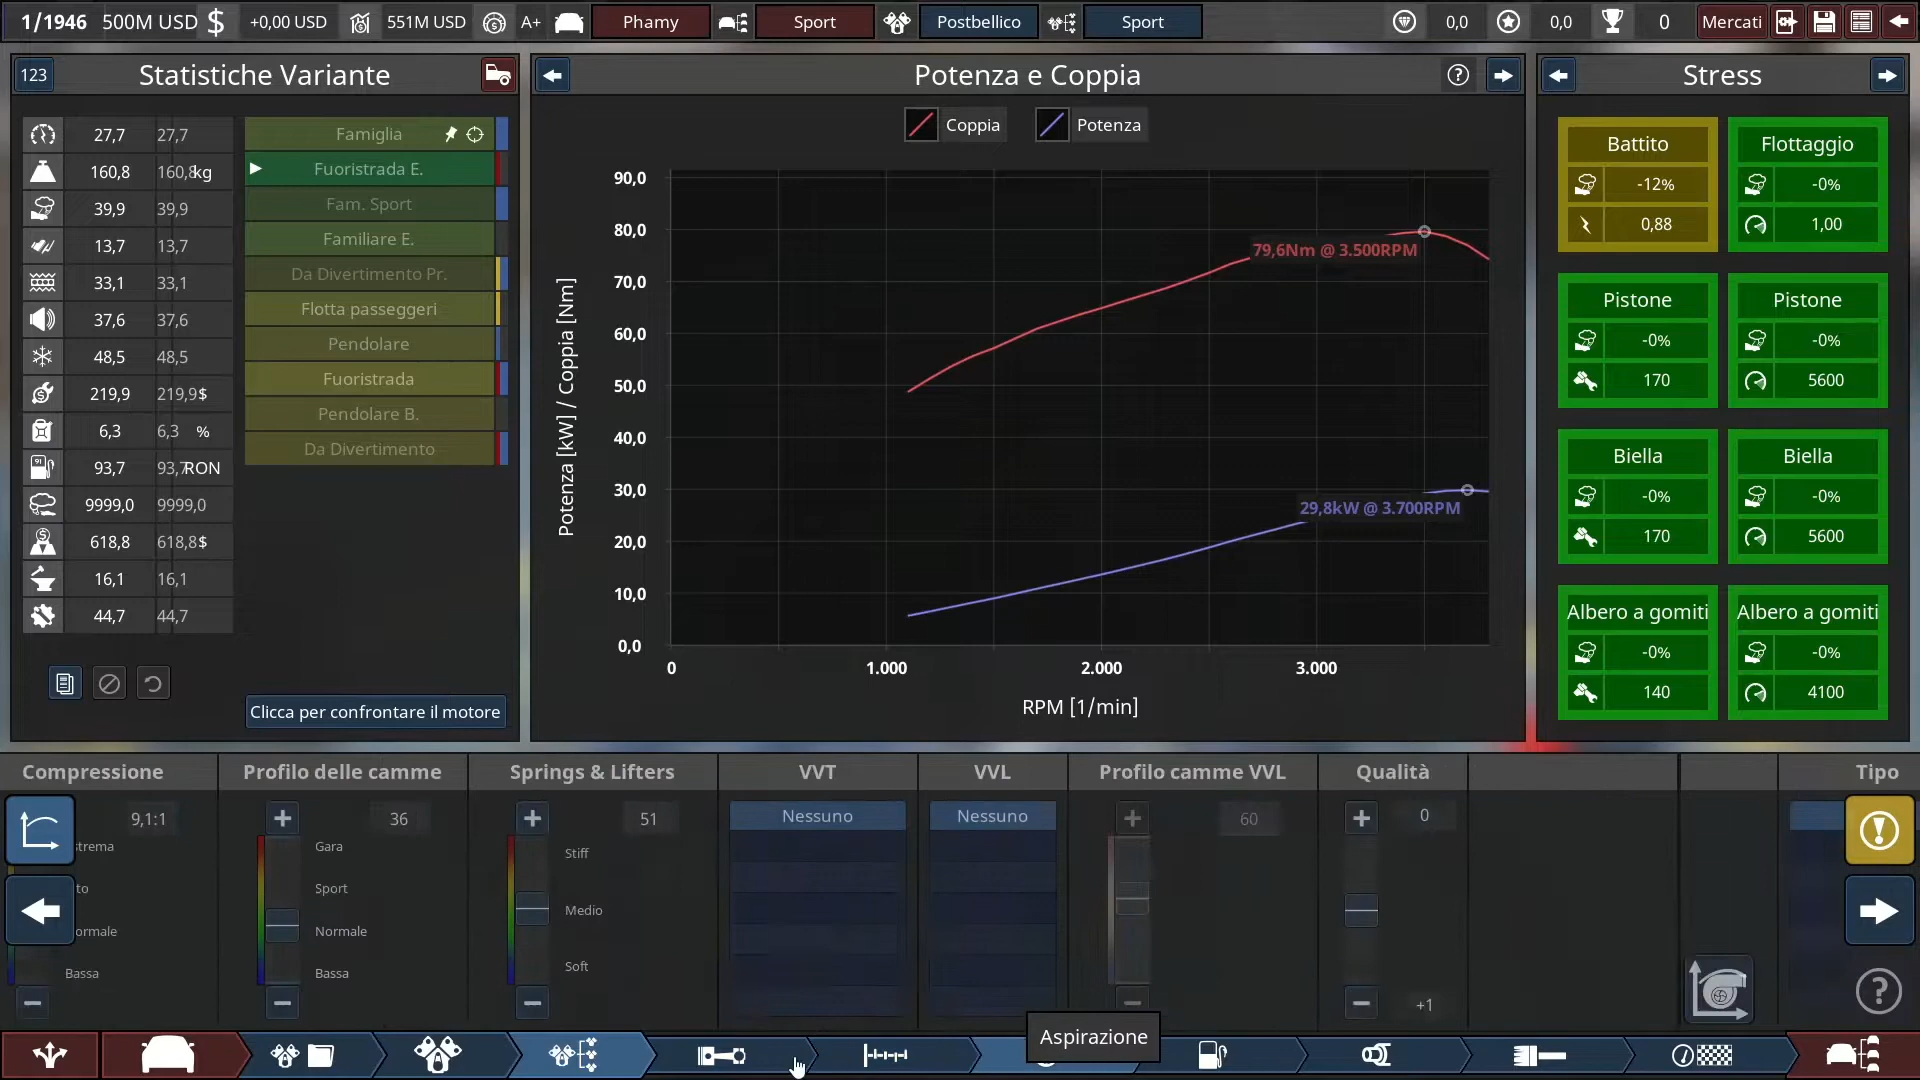 1/1946 500M USD $ +0,00 USD 551M USD A+ Phamy Sport Postbellico Sport 0,0 0,0 0 Mercati
123 Statistiche Variante
27,7 27,7
160,8 160,8kg
39,9 39,9
13,7 13,7
33,1 33,1
37,6 37,6
48,5 48,5
219,9 219,9$
6,3 6,3 %
93,7 93,7RON
9999,0 9999,0
618,8 618,8$
16,1 16,1
44,7 44,7
Famiglia
Fuoristrada E.
Fam. Sport
Familiare E.
Da Divertimento Pr.
Flotta passeggeri
Pendolare
Fuoristrada
Pendolare B.
Da Divertimento
Clicca per confrontare il motore
Potenza e Coppia ?
Coppia Potenza
Potenza [kW] / Coppia [Nm]
90,0
80,0
70,0
60,0
50,0
40,0
30,0
20,0
10,0
0,0
79,6Nm @ 3.500RPM
29,8kW @ 3.700RPM
0 1.000 2.000 3.000
RPM [1/min]
Stress
Battito Flottaggio
-12% -0%
0,88 1,00
Pistone Pistone
-0% -0%
170 5600
Biella Biella
-0% -0%
170 5600
Albero a gomiti Albero a gomiti
-0% -0%
140 4100
Compressione Profilo delle camme Springs & Lifters VVT VVL Profilo camme VVL Qualità Tipo
9,1:1
strema
to
ormale
Bassa
36
Gara
Sport
Normale
Bassa
51
Stiff
Medio
Soft
Nessuno
Nessuno
60
0
+1
?
Aspirazione